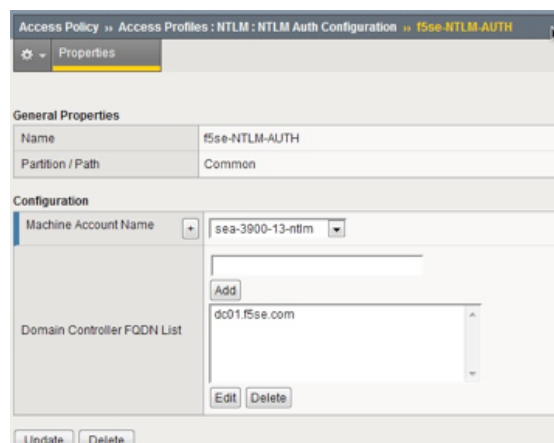 Access Policy » Access Profiles : NTLM : NTLM Auth Configuration » f5se-NTLM-AUTH
Properties
General Properties
Name f5se-NTLM-AUTH
Partition / Path Common
Configuration
Machine Account Name + sea-3900-13-ntlm
Add
dc01.f5se.com
Domain Controller FQDN List
Edit Delete
Update Delete